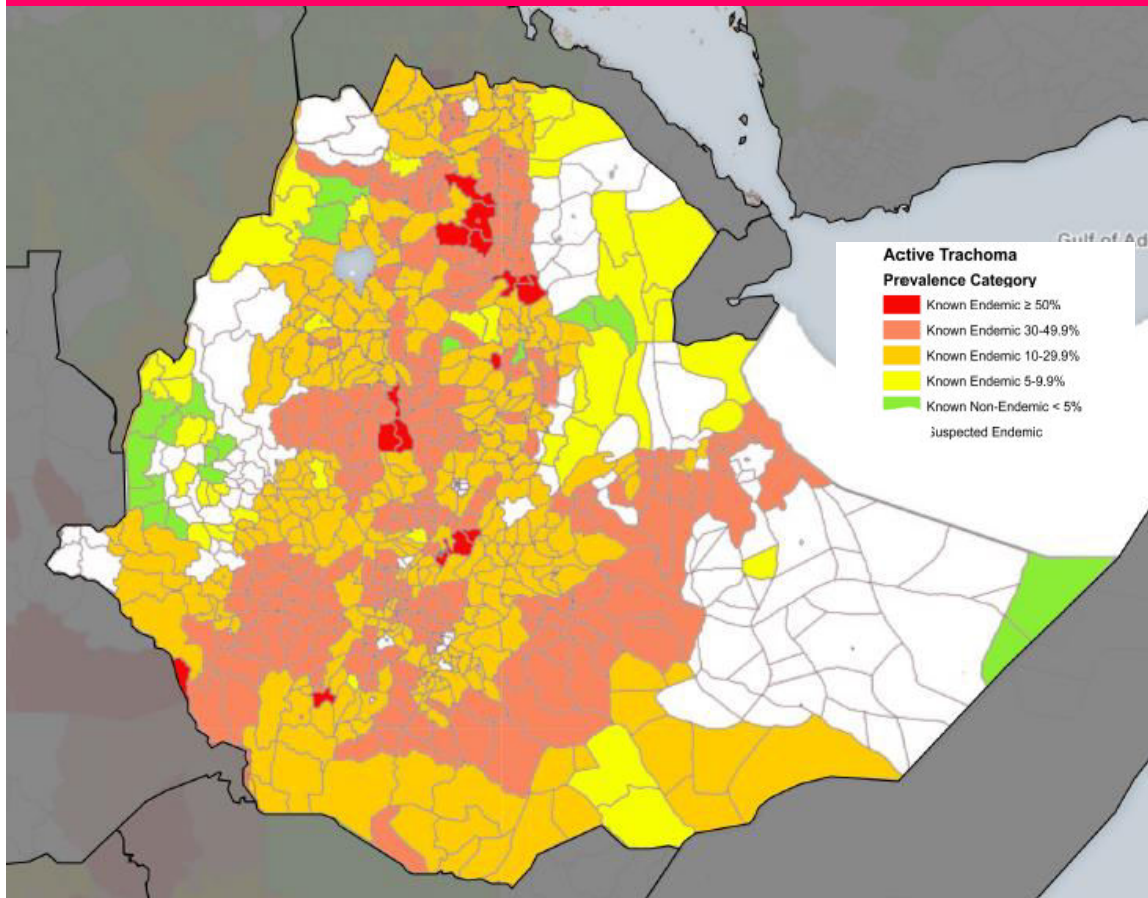 Gulf of Ad
Active Trachoma
Prevalence Category
Known Endemic ≥ 50%
Known Endemic 30-49.9%
Known Endemic 10-29.9%
Known Endemic 5-9.9%
Known Non-Endemic < 5%
Suspected Endemic